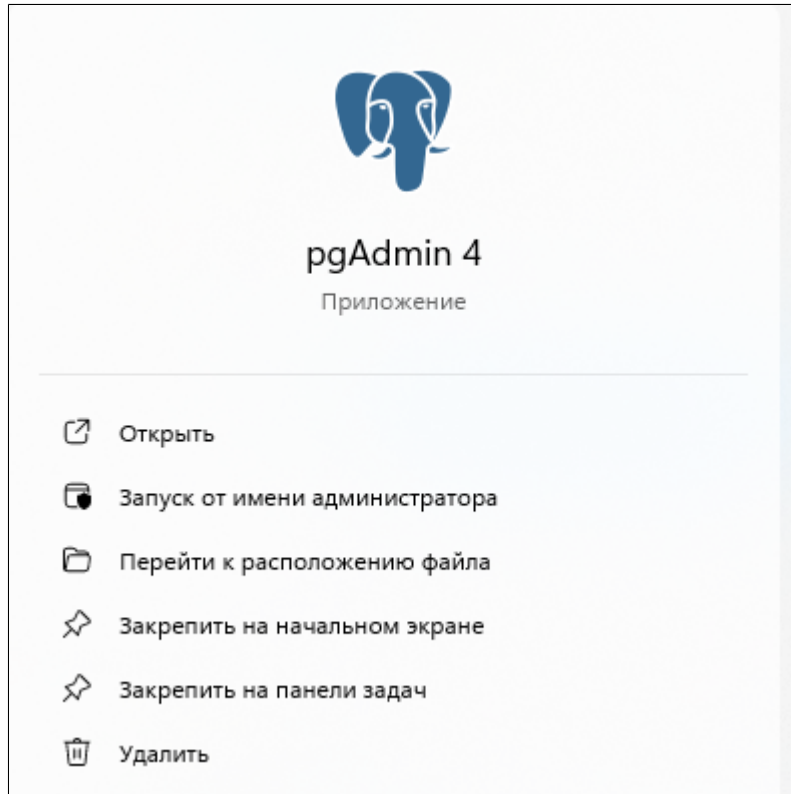 pgAdmin 4
Приложение
Открыть
Запуск от имени администратора
Перейти к расположению файла
Закрепить на начальном экране
Закрепить на панели задач
Удалить